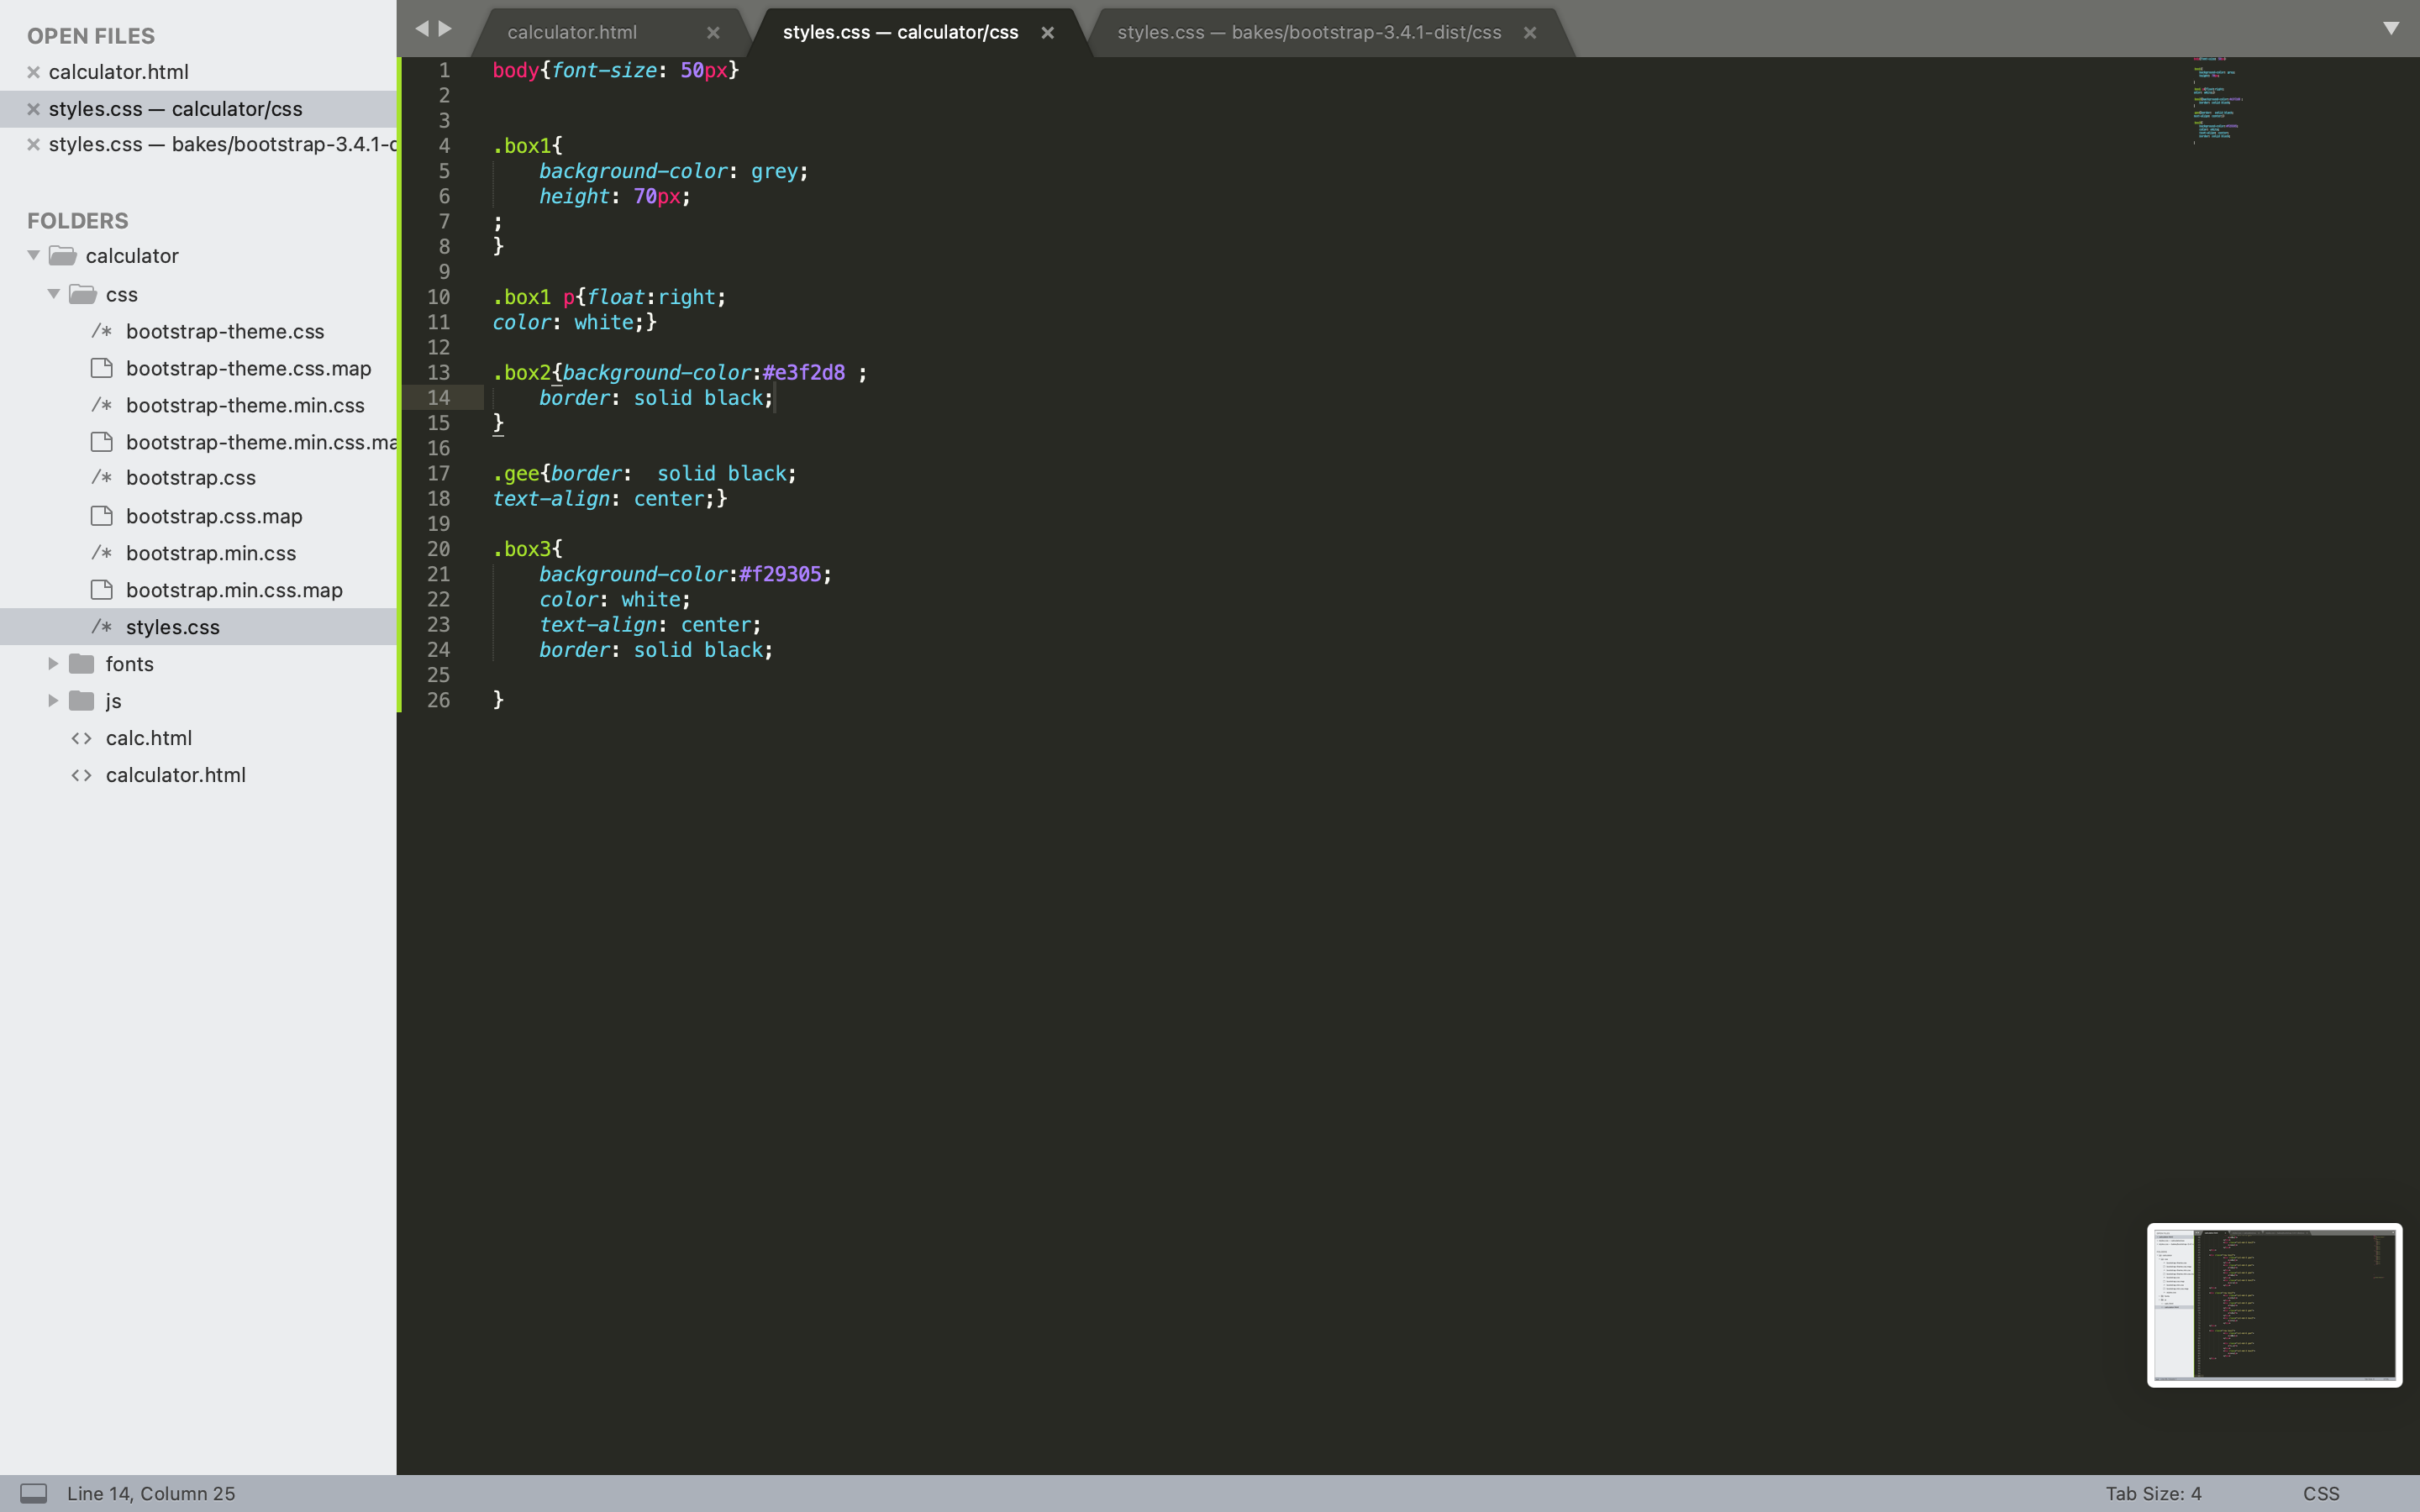 OPEN FILES
calculator.html
styles.css — calculator/css
styles.css — bakes/bootstrap-3.4.1-d
FOLDERS
calculator
css
/* bootstrap-theme.css
bootstrap-theme.css.map
/* bootstrap-theme.min.css
bootstrap-theme.min.css.ma
/* bootstrap.css
bootstrap.css.map
/* bootstrap.min.css
bootstrap.min.css.map
/* styles.css
fonts
js
<> calc.html
<> calculator.html
calculator.html
styles.css — calculator/css
styles.css — bakes/bootstrap-3.4.1-dist/css
1 body{font-size: 50px}
2
3
4 .box1{
5     background-color: grey;
6     height: 70px;
7 ;
8 }
9
10 .box1 p{float:right;
11 color: white;}
12
13 .box2{background-color:#e3f2d8 ;
14     border: solid black;
15 }
16
17 .gee{border:  solid black;
18 text-align: center;}
19
20 .box3{
21     background-color:#f29305;
22     color: white;
23     text-align: center;
24     border: solid black;
25
26 }
Line 14, Column 25
Tab Size: 4
CSS